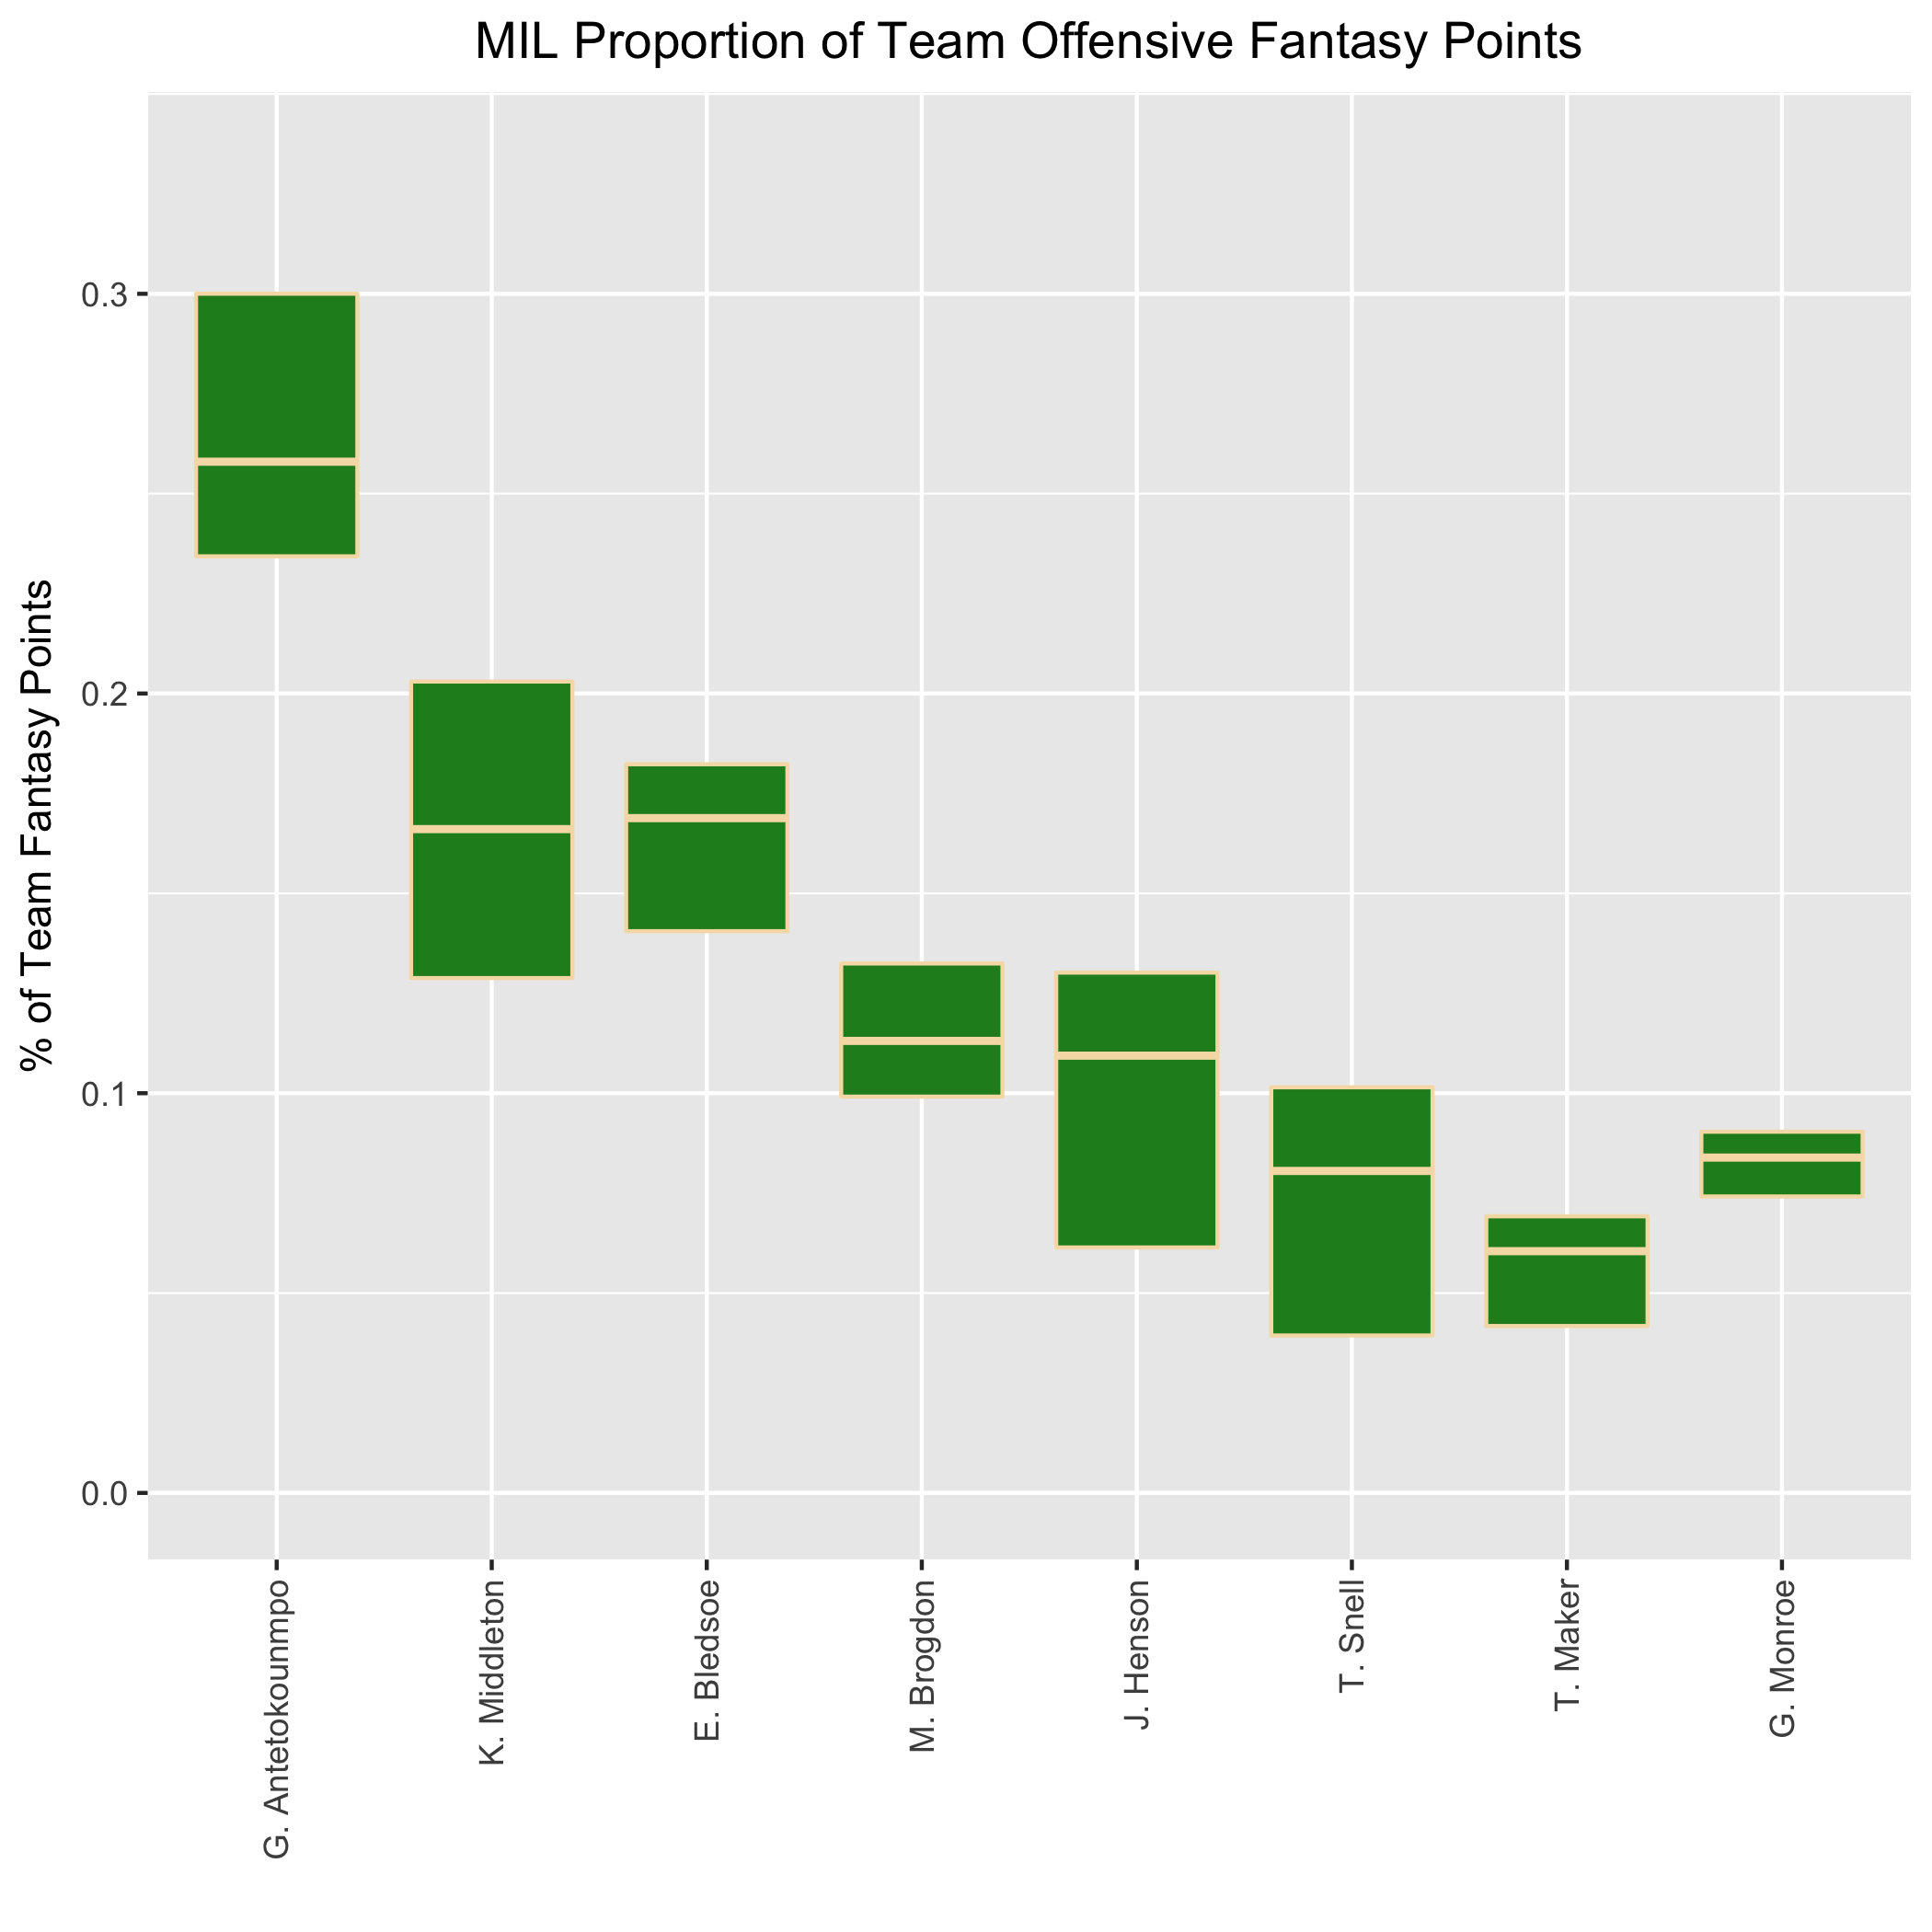 MIL Proportion of Team Offensive Fantasy Points
% of Team Fantasy Points
0.3
0.2
0.1
0.0
G. Antetokounmpo
K. Middleton
E. Bledsoe
M. Brogdon
J. Henson
T. Snell
T. Maker
G. Monroe